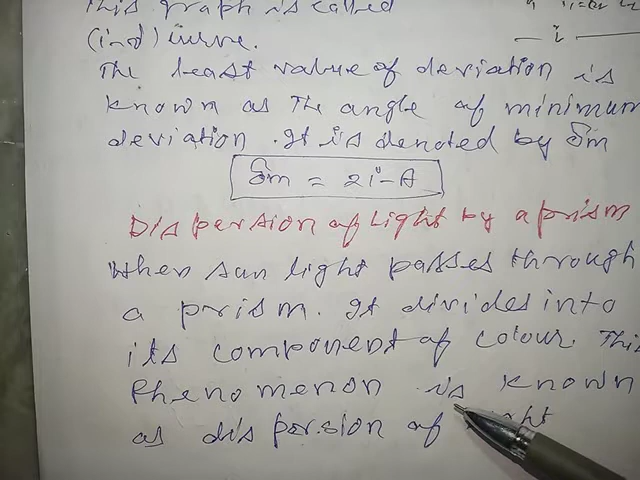 This graph is called
(i-d) curve.
i
The least value of deviation is
known as The angle of minimum
deviation. It is denoted by δm
δm = 2i-A
Dispersion of Light by a prism
When sun light passes through
a prism. It divides into
its component of colour. This
Phenomenon is known
as dispersion of